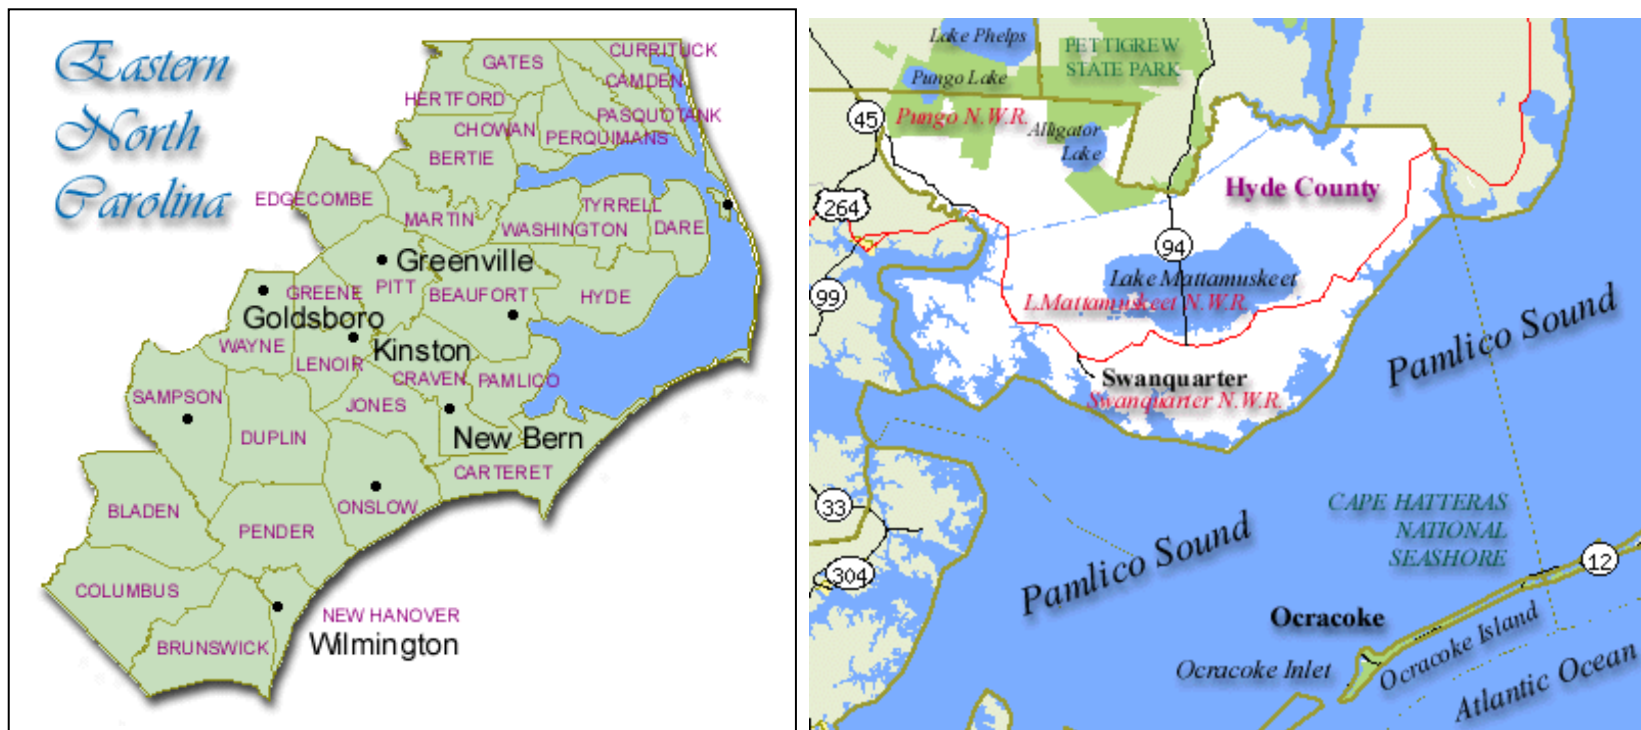 Eastern
North
Carolina
CURRITUCK
GATES
CAMDEN
HERTFORD
PASQUOTANK
CHOWAN
PERQUIMANS
BERTIE
EDGECOMBE
MARTIN
TYRRELL
WASHINGTON
DARE
Greenville
PITT
GREENE
BEAUFORT
HYDE
Goldsboro
WAYNE
Kinston
LENOIR
CRAVEN
PAMLICO
SAMPSON
JONES
DUPLIN
New Bern
CARTERET
ONSLOW
BLADEN
PENDER
COLUMBUS
NEW HANOVER
Wilmington
BRUNSWICK
Lake Phelps
PETTIGREW
STATE PARK
Pungo Lake
45
Pungo N.W.R.
Alligator
Lake
Hyde County
264
94
Lake Mattamuskeet
L.Mattamuskeet N.W.R.
99
Pamlico Sound
Swanquarter
Swanquarter N.W.R.
33
CAPE HATTERAS
NATIONAL
SEASHORE
Pamlico Sound
304
12
Ocracoke
Ocracoke Island
Ocracoke Inlet
Atlantic Ocean